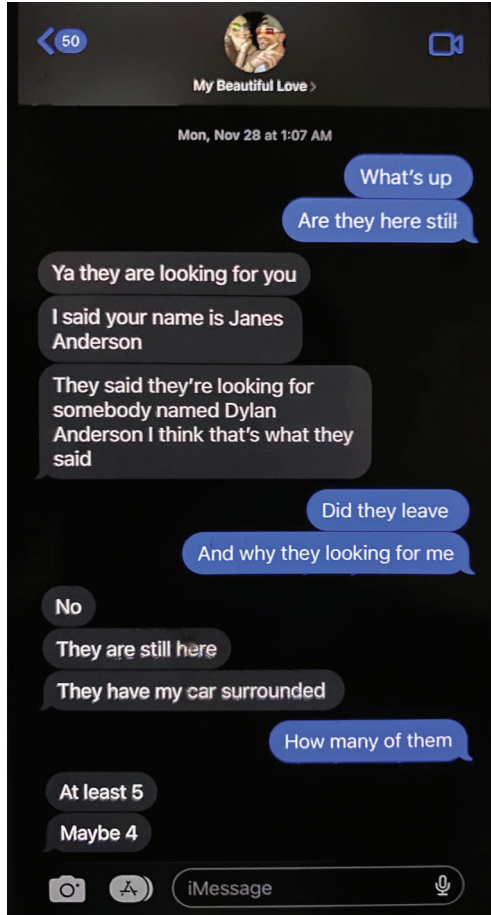 50
My Beautiful Love >
Mon, Nov 28 at 1:07 AM
What's up
Are they here still
Ya they are looking for you
I said your name is Janes
Anderson
They said they're looking for
somebody named Dylan
Anderson I think that's what they
said
Did they leave
And why they looking for me
No
They are still here
They have my car surrounded
How many of them
At least 5
Maybe 4
iMessage